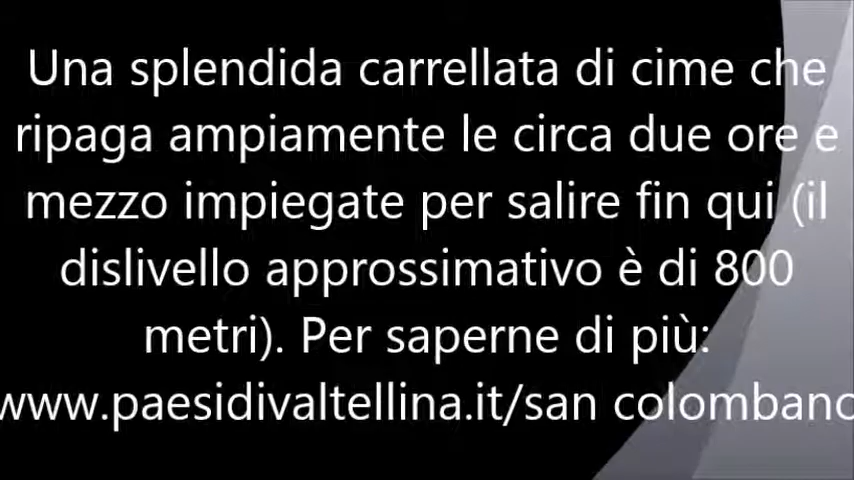 Una splendida carrellata di cime che
ripaga ampiamente le circa due ore e
mezzo impiegate per salire fin qui (il
dislivello approssimativo è di 800
metri). Per saperne di più:
www.paesidivaltellina.it/san colombano